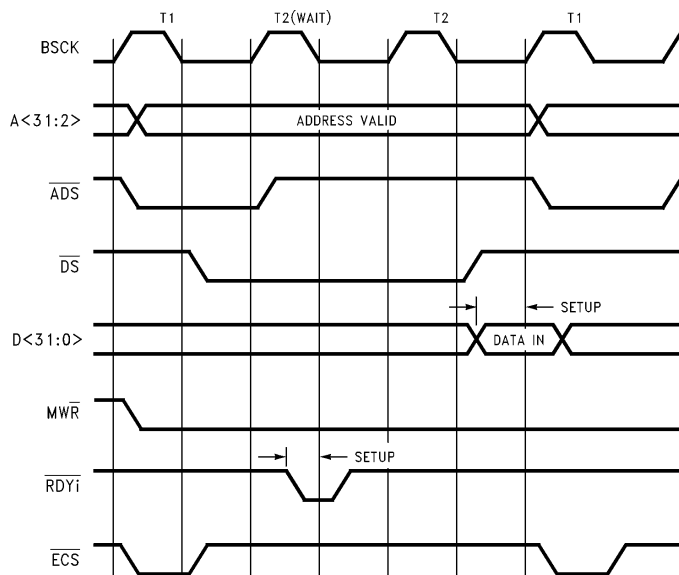 T1 T2(WAIT) T2 T1
BSCK
A<31:2> ADDRESS VALID
ADS
DS
SETUP
D<31:0> DATA IN
MWR
SETUP
RDYi
ECS